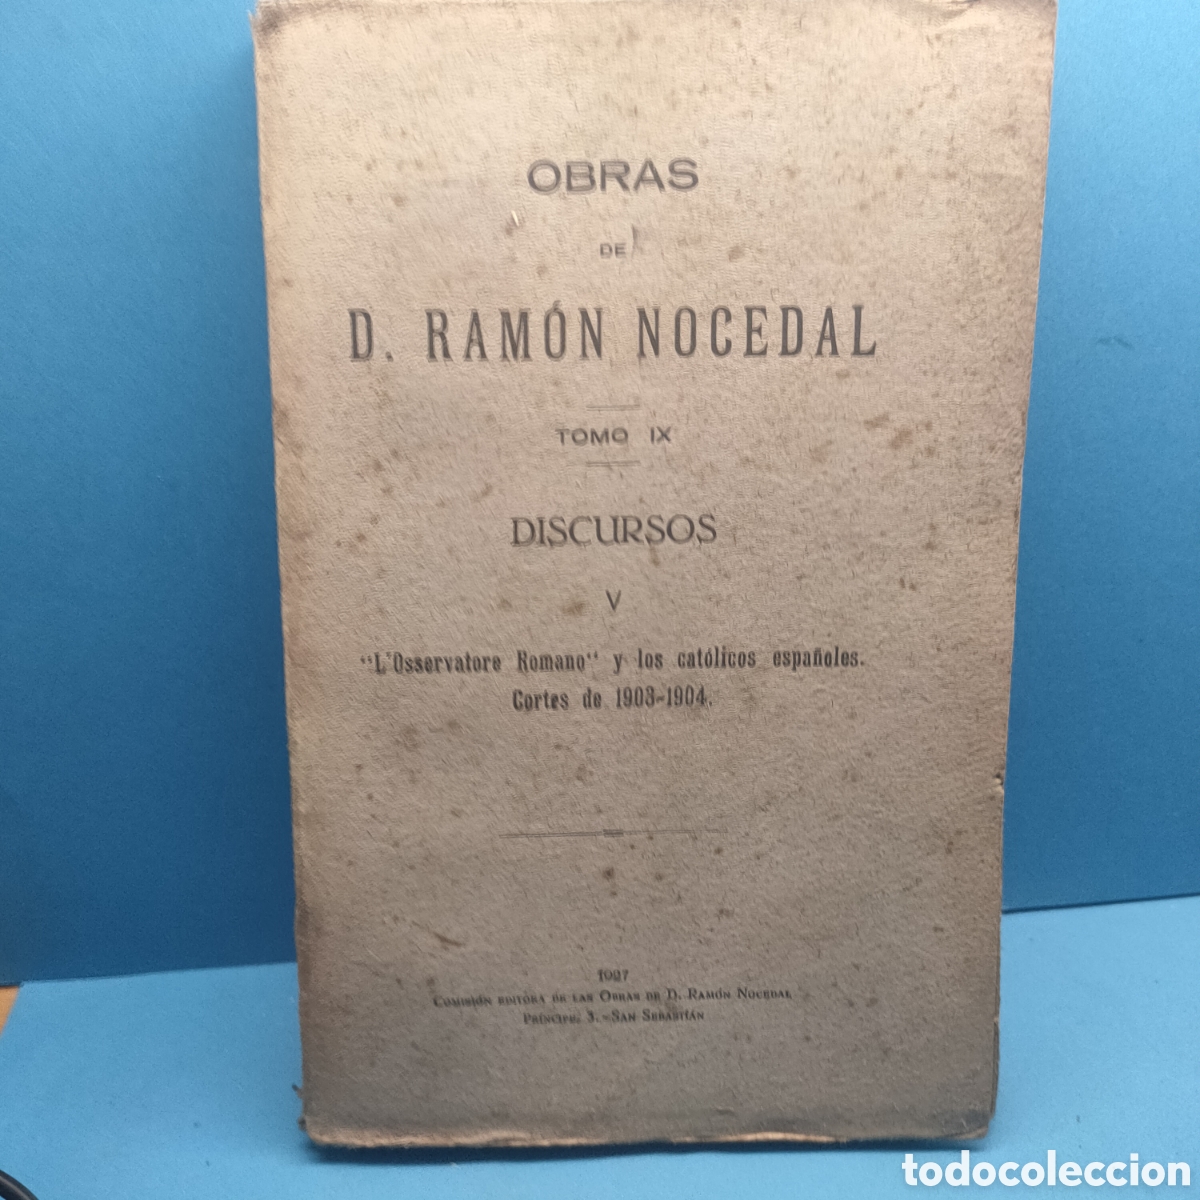 OBRAS
DE
D. RAMÓN NOCEDAL
TOMO IX
DISCURSOS
V
"L'Osservatore Romano" y los católicos españoles.
Cortes de 1903-1904.
1927
COMISIÓN EDITORA DE LAS OBRAS DE D. RAMÓN NOCEDAL
PRÍNCIPE, 3.-SAN SEBASTIÁN
todocoleccion